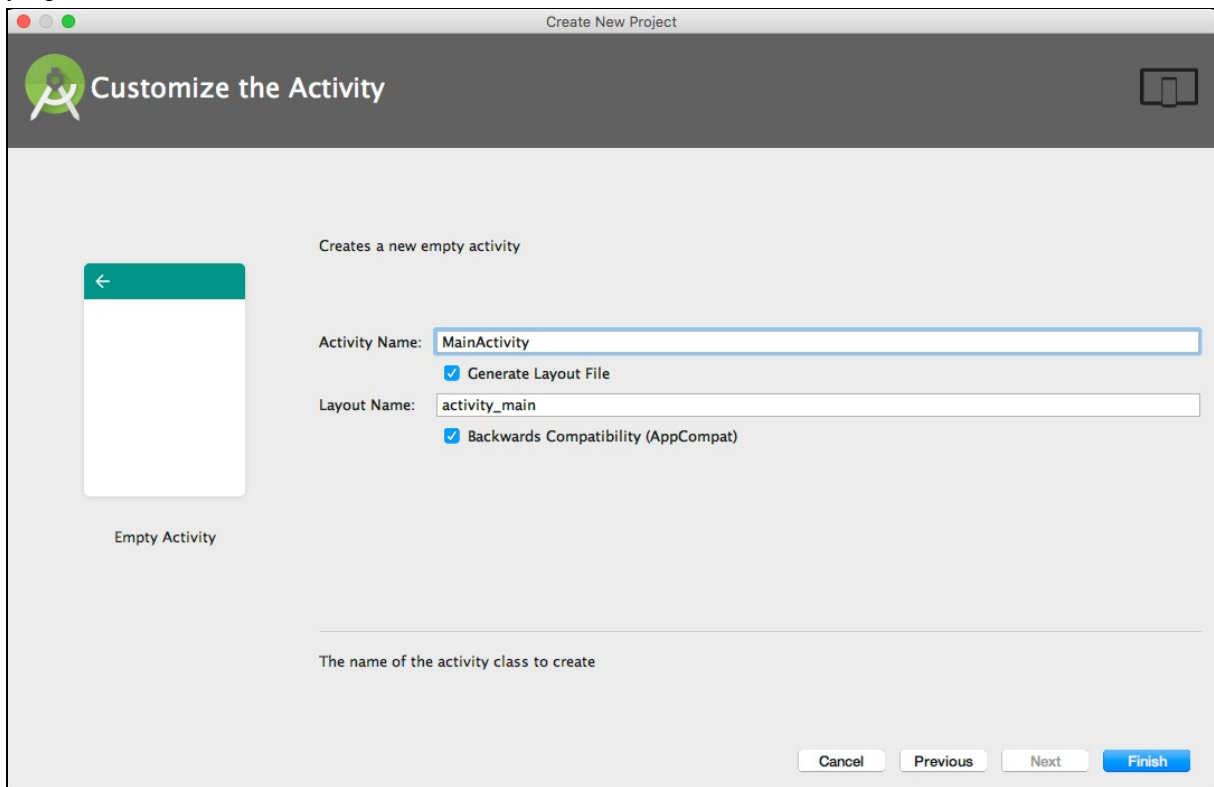 Create New Project
Customize the Activity
Creates a new empty activity
Activity Name: MainActivity
Generate Layout File
Layout Name: activity_main
Backwards Compatibility (AppCompat)
Empty Activity
The name of the activity class to create
Cancel Previous Next Finish